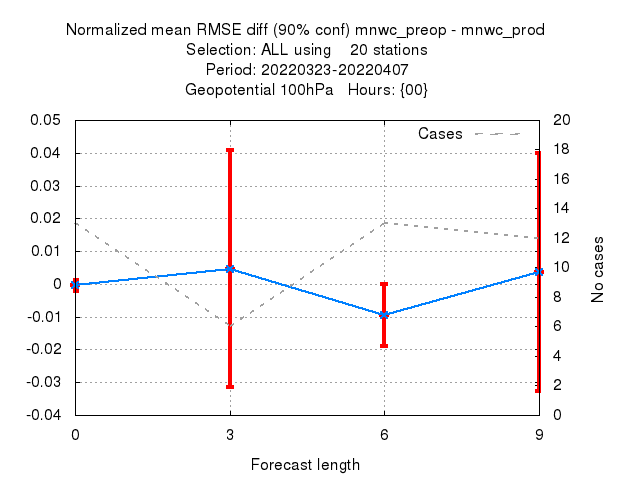 Normalized mean RMSE diff (90% conf) mnwc_preop - mnwc_prod
Selection: ALL using    20 stations
Period: 20220323-20220407
Geopotential 100hPa   Hours: {00}
Cases
0.05
0.04
0.03
0.02
0.01
0
-0.01
-0.02
-0.03
-0.04
20
18
16
14
12
10
8
6
4
2
0
No cases
0 3 6 9
Forecast length